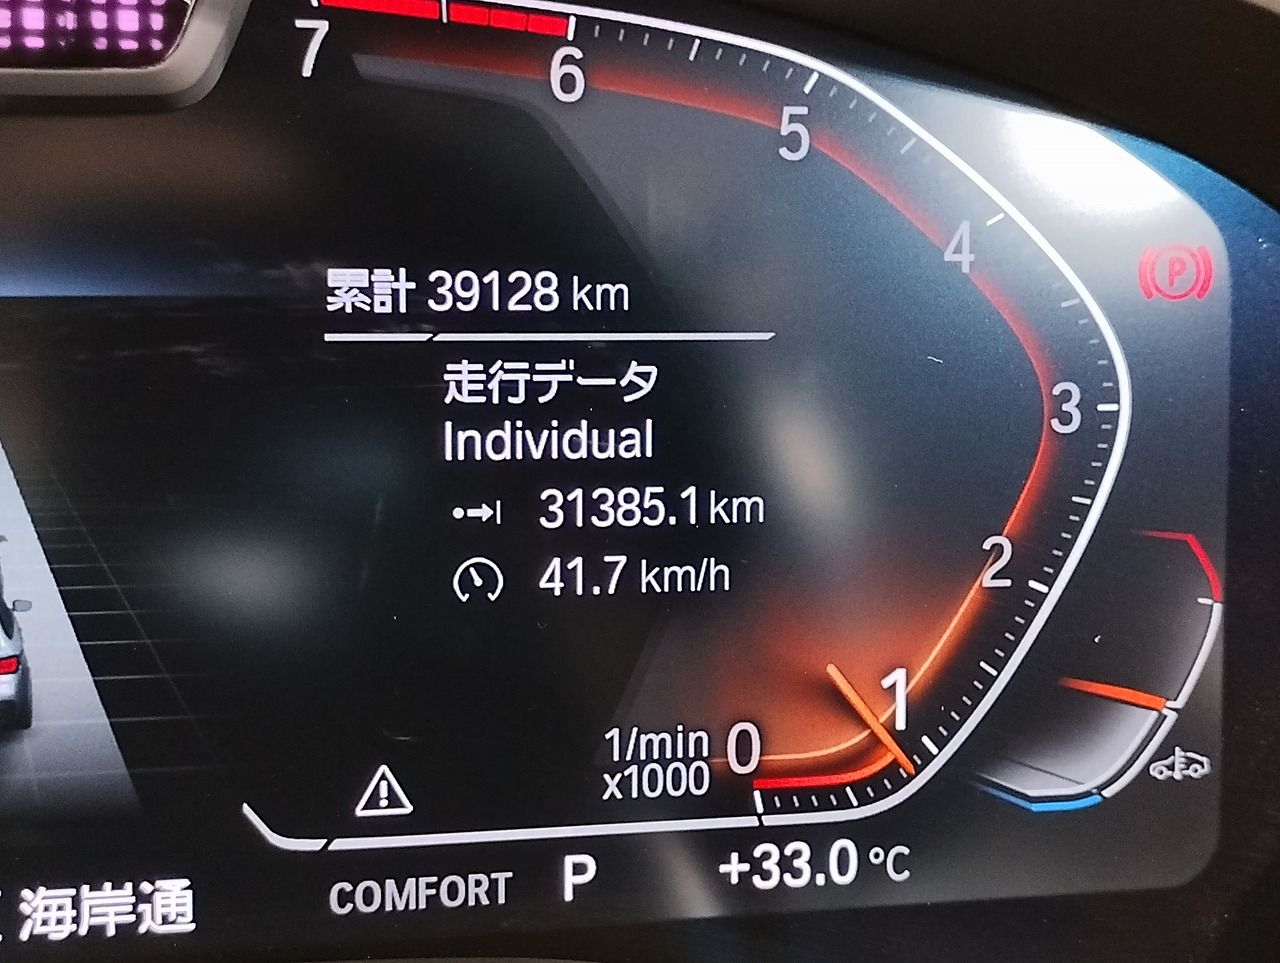 7
6
5
4
3
2
1
0
1/min
x1000
累計 39128 km
走行データ
Individual
31385.1 km
41.7 km/h
P
COMFORT P +33.0 °C
海岸通